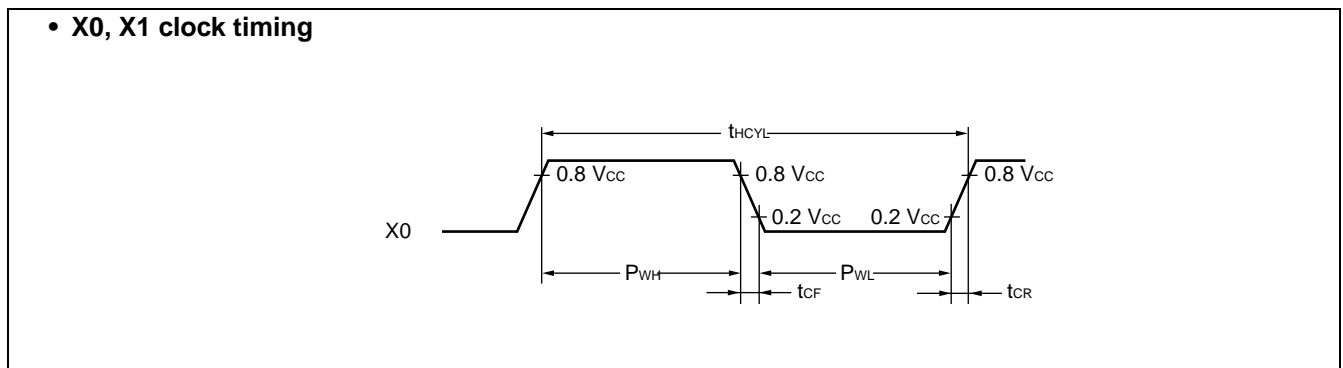 • X0, X1 clock timing
tHCYL
0.8 VCC
0.8 VCC
0.8 VCC
0.2 VCC
0.2 VCC
X0
PWH
PWL
tCF
tCR